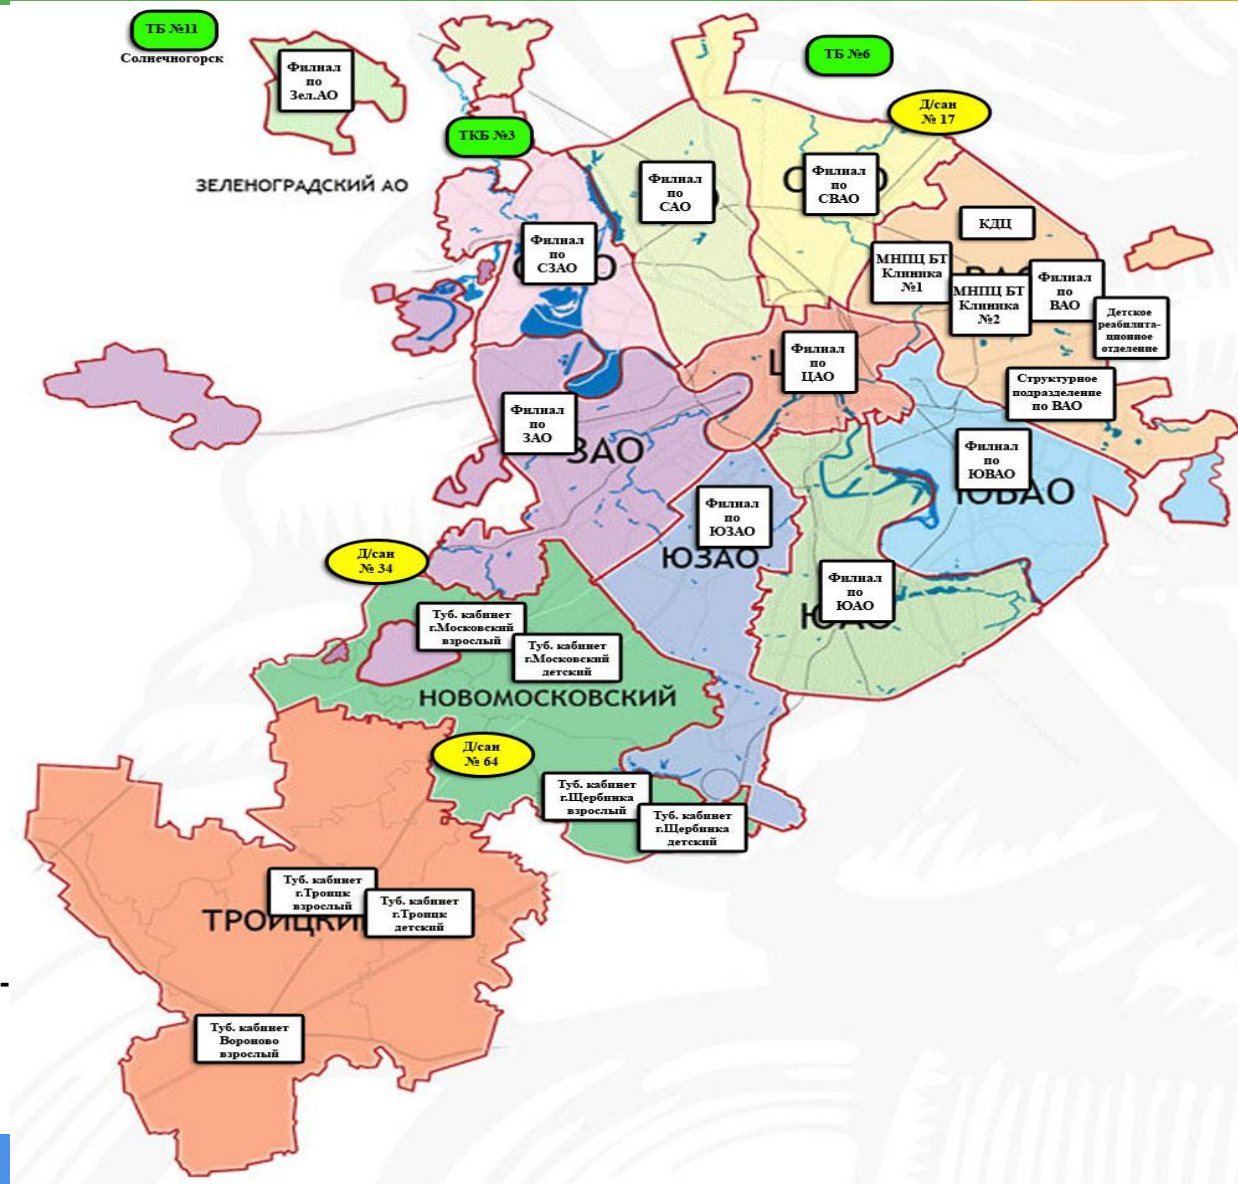 ТБ №11
Солнечногорск
Филиал
по
Зел.АО
ЗЕЛЕНОГРАДСКИЙ АО
ТКБ №3
ТБ №6
Д/сан
№ 17
Филиал
по
САО
Филиал
по
СВАО
Филиал
по
СЗАО
КДЦ
МНПЦ БТ
Клиника
№1
МНПЦ БТ
Клиника
№2
Филиал
по
ВАО
Детское
реабилита-
ционное
отделение
Филиал
по
ЦАО
Структурное
подразделение
по ВАО
Филиал
по
ЗАО
ЗАО
Филиал
по
ЮВАО
ЮВАО
Филиал
по
ЮЗАО
ЮЗАО
Филиал
по
ЮАО
ЮАО
Д/сан
№ 34
Туб. кабинет
г.Московский
взрослый
Туб. кабинет
г.Московский
детский
НОВОМОСКОВСКИЙ
Д/сан
№ 64
Туб. кабинет
г.Щербинка
взрослый
Туб. кабинет
г.Щербинка
детский
Туб. кабинет
г.Троицк
взрослый
Туб. кабинет
г.Троицк
детский
ТРОИЦКИ
Туб. кабинет
Вороново
взрослый
-